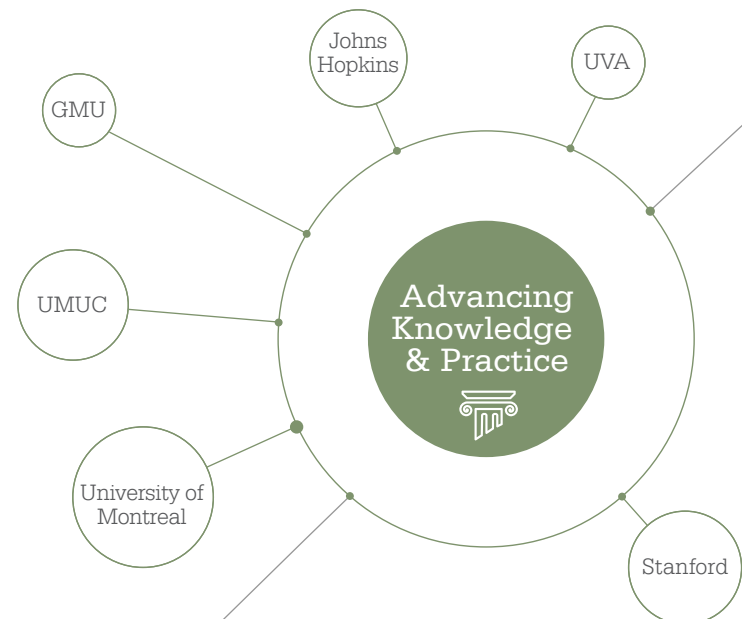 Johns
Hopkins
UVA
GMU
UMUC
Advancing
Knowledge
& Practice
University of
Montreal
Stanford